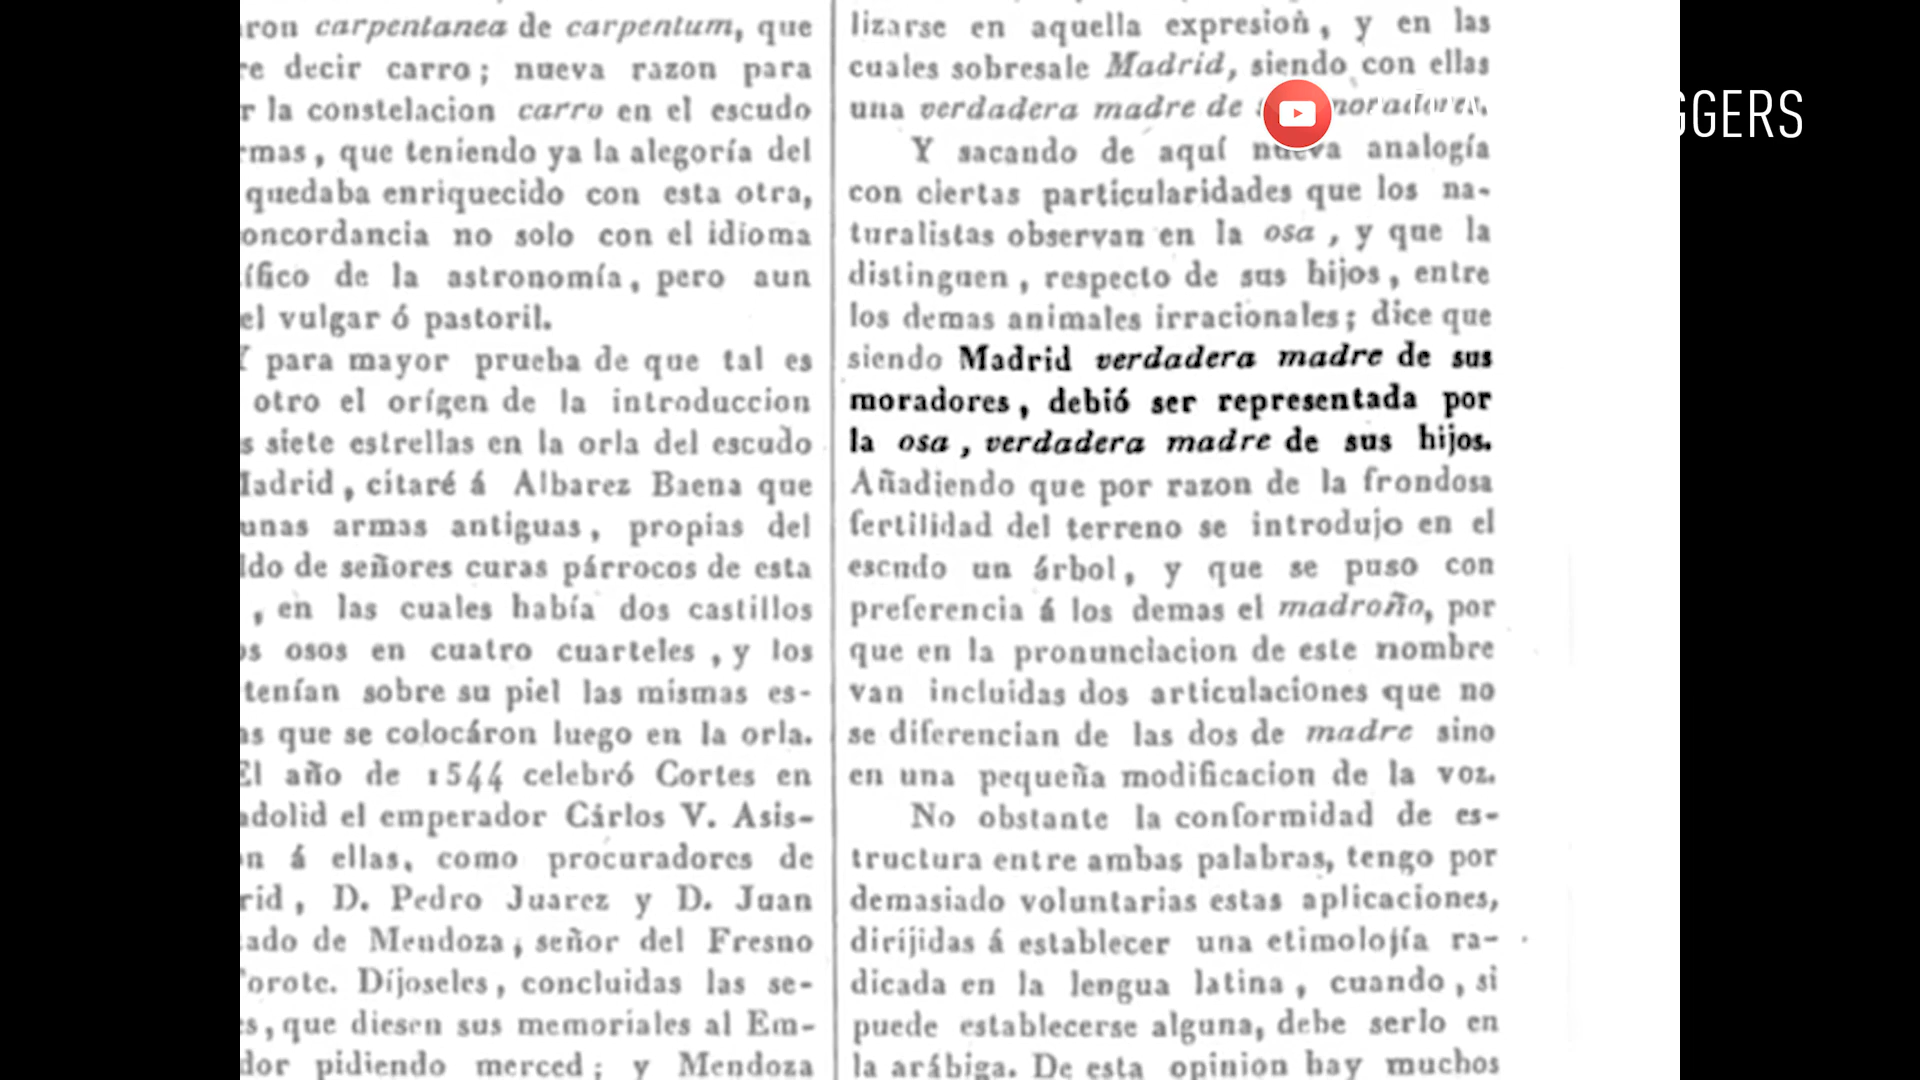 aron carpentanea de carpentum, que
re decir carro; nueva razon para
r la constelacion carro en el escudo
rmas, que teniendo ya la alegoría del
quedaba enriquecido con esta otra,
oncordancia no solo con el idioma
ífico de la astronomía, pero aun
el vulgar ó pastoril.
Y para mayor prueba de que tal es
otro el orígen de la introduccion
s siete estrellas en la orla del escudo
Madrid, citaré á Albarez Baena que
unas armas antiguas, propias del
ldo de señores curas párrocos de esta
, en las cuales había dos castillos
os osos en cuatro cuarteles, y los
tenían sobre su piel las mismas es-
as que se colocáron luego en la orla.
El año de 1544 celebró Cortes en
adolid el emperador Cárlos V. Asis-
n á ellas, como procuradores de
rid, D. Pedro Juarez y D. Juan
ado de Mendoza, señor del Fresno
Torote. Díjoseles, concluidas las se-
s, que diesen sus memoriales al Em-
dor pidiendo merced; y Mendoza
lizarse en aquella expresion, y en las
cuales sobresale Madrid, siendo con ellas
una verdadera madre de moradores.
Y sacando de aquí nueva analogía
con ciertas particularidades que los na-
turalistas observan en la osa, y que la
distinguen, respecto de sus hijos, entre
los demas animales irracionales; dice que
siendo Madrid verdadera madre de sus
moradores, debió ser representada por
la osa, verdadera madre de sus hijos.
Añadiendo que por razon de la frondosa
fertilidad del terreno se introdujo en el
escudo un árbol, y que se puso con
preferencia á los demas el madroño, por
que en la pronunciacion de este nombre
van incluidas dos articulaciones que no
se diferencian de las dos de madre sino
en una pequeña modificacion de la voz.
No obstante la conformidad de es-
tructura entre ambas palabras, tengo por
demasiado voluntarias estas aplicaciones,
dirijidas á establecer una etimolojía ra-
dicada en la lengua latina, cuando, si
puede establecerse alguna, debe serlo en
la arábiga. De esta opinion hay muchos
GGERS